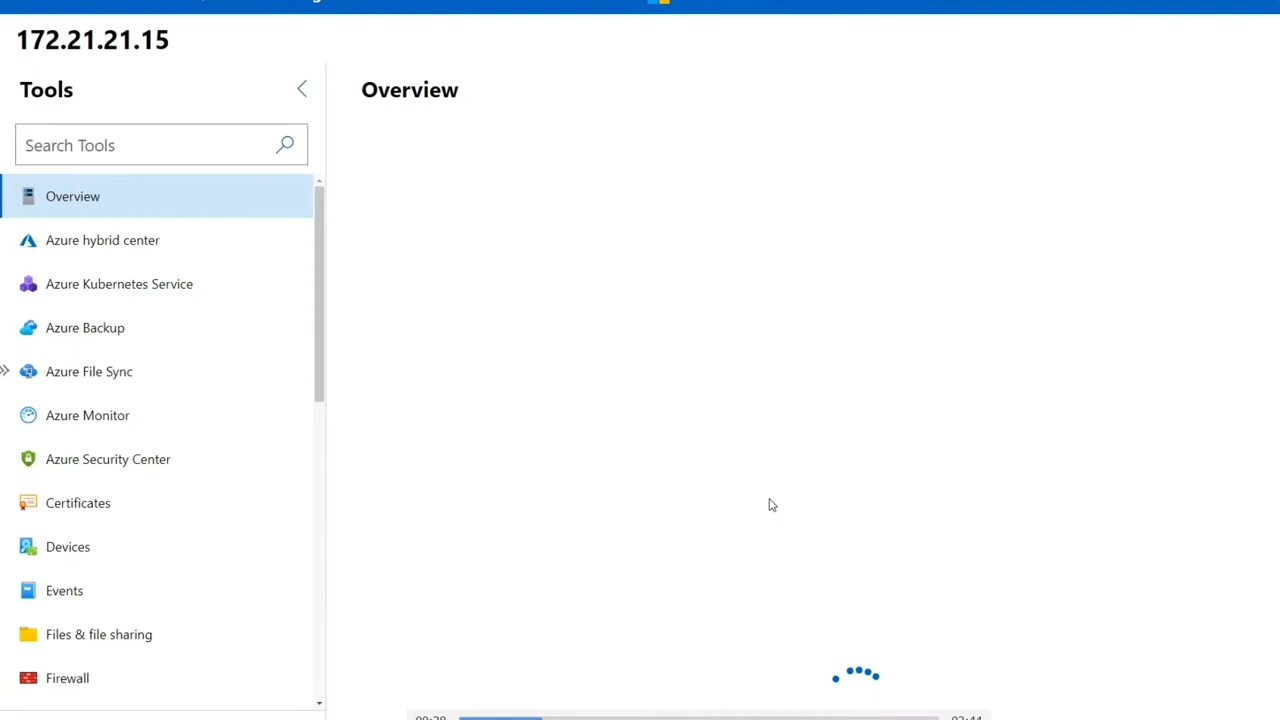 172.21.21.15
Tools
Overview
Search Tools
Overview
Azure hybrid center
Azure Kubernetes Service
Azure Backup
Azure File Sync
Azure Monitor
Azure Security Center
Certificates
Devices
Events
Files & file sharing
Firewall